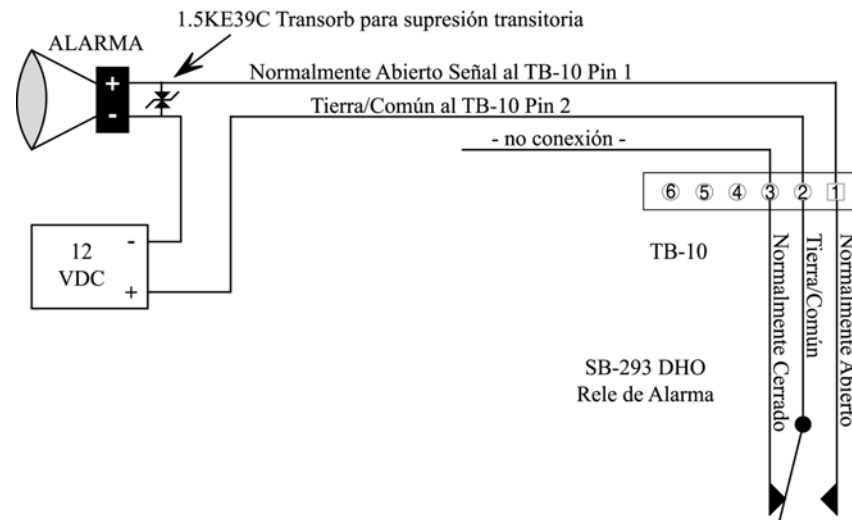 1.5KE39C Transorb para supresión transitoria
ALARMA
+
-
Normalmente Abierto Señal al TB-10 Pin 1
Tierra/Común al TB-10 Pin 2
- no conexión -
6 5 4 3 2 1
12
VDC
-
+
TB-10
Normalmente Cerrado
Tierra/Común
Normalmente Abierto
SB-293 DHO
Rele de Alarma